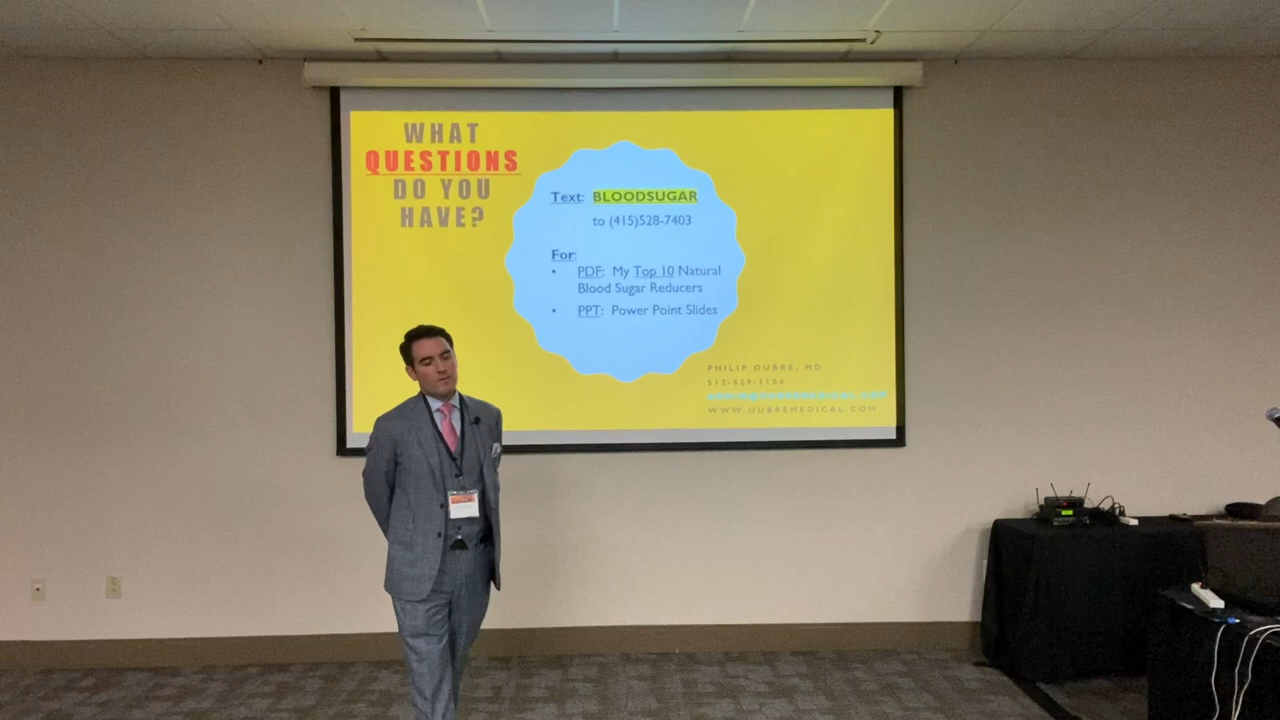 WHAT
QUESTIONS
DO YOU
HAVE?
Text: BLOODSUGAR
to (415)528-7403
For:
• PDF: My Top 10 Natural
Blood Sugar Reducers
• PPT: Power Point Slides
PHILIP OUBRE, MD
WWW.OUBREMEDICAL.COM